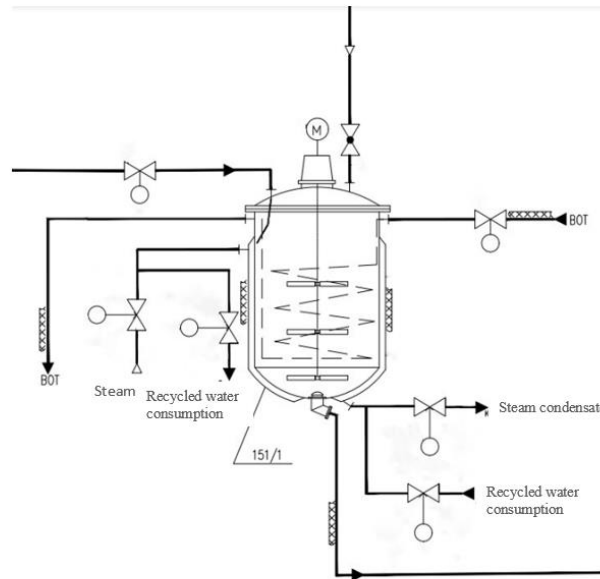 M
BOT
BOT
Steam
Recycled water
consumption
Steam condensat
151/1
Recycled water
consumption